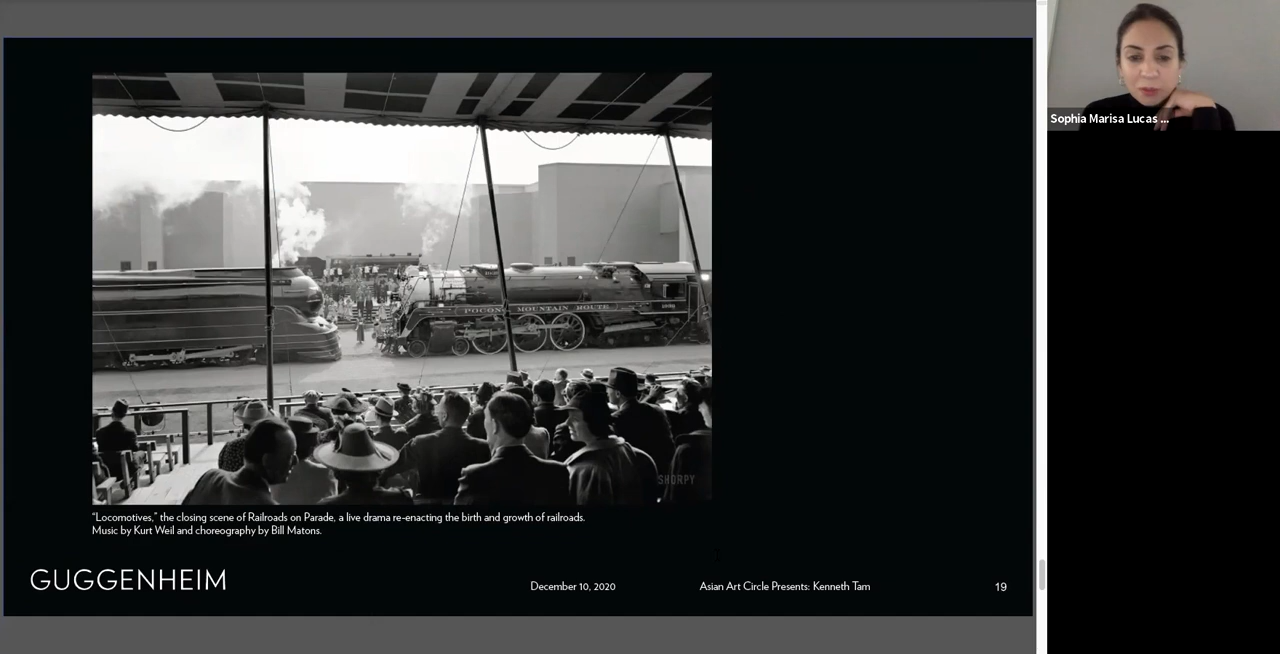 Sophia Marisa Lucas ...
POCONO MOUNTAIN ROUTE
SHORPY
“Locomotives,” the closing scene of Railroads on Parade, a live drama re-enacting the birth and growth of railroads.
Music by Kurt Weil and choreography by Bill Matons.
GUGGENHEIM
December 10, 2020
Asian Art Circle Presents: Kenneth Tam
19